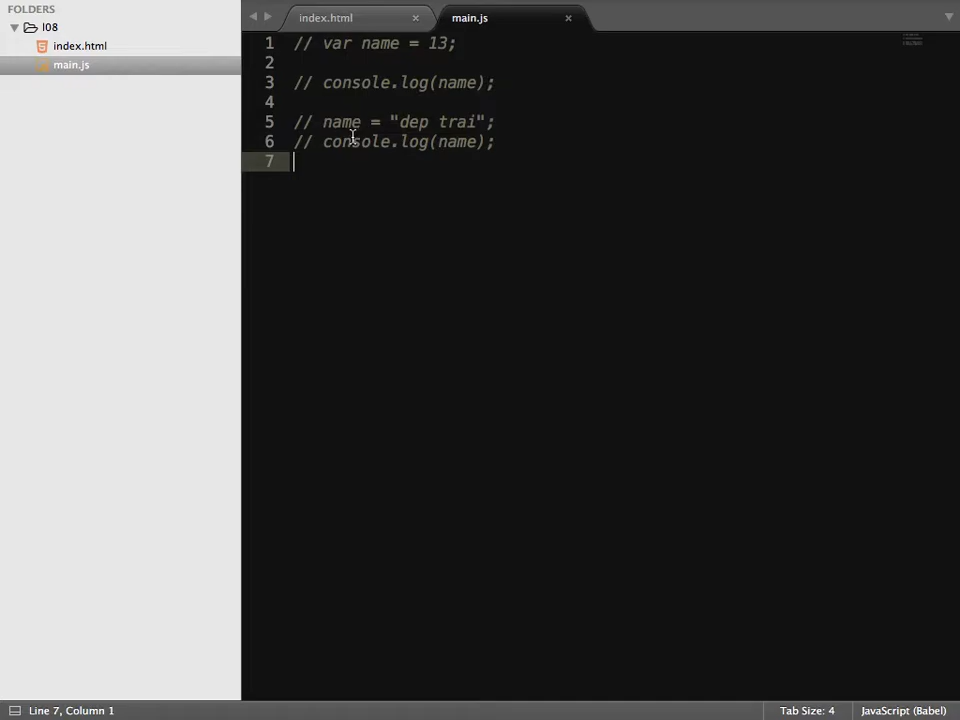 FOLDERS
l08
index.html
main.js
index.html
main.js
1 // var name = 13;
2
3 // console.log(name);
4
5 // name = "dep trai";
6 // console.log(name);
7
Line 7, Column 1
Tab Size: 4
JavaScript (Babel)